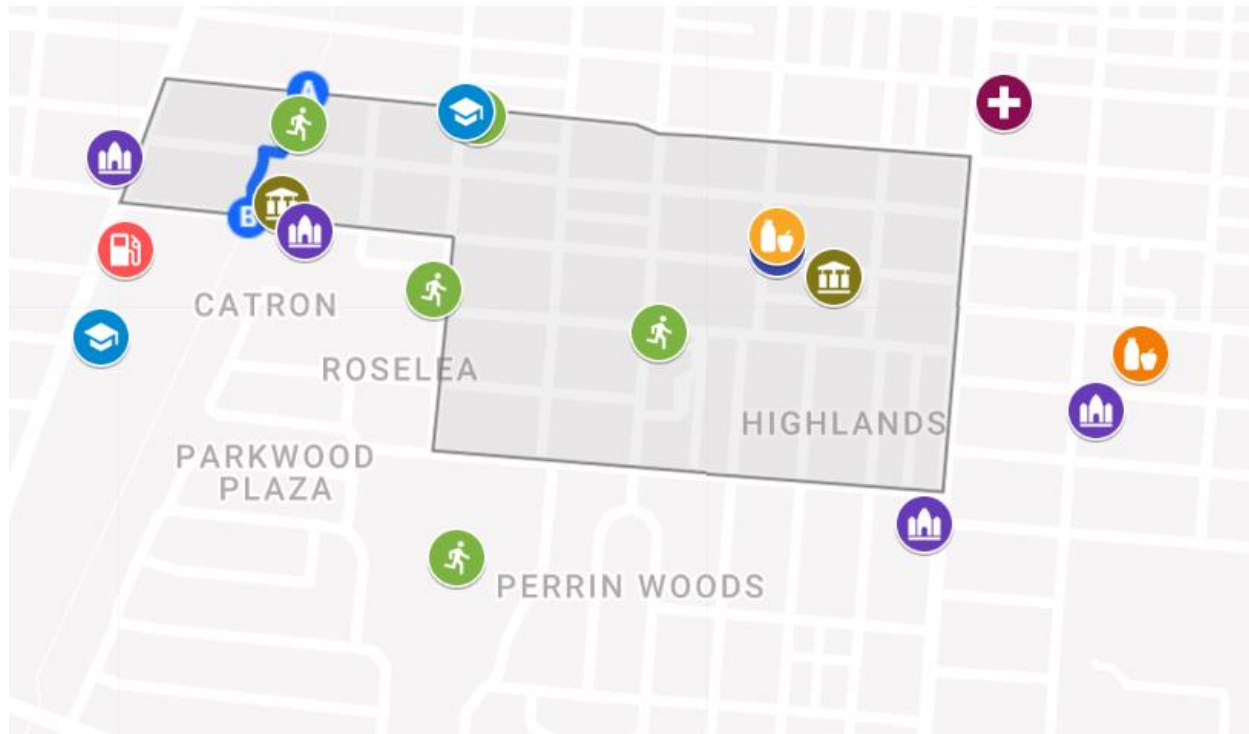 A
B
CATRON
ROSELEA
HIGHLANDS
PARKWOOD
PLAZA
PERRIN WOODS